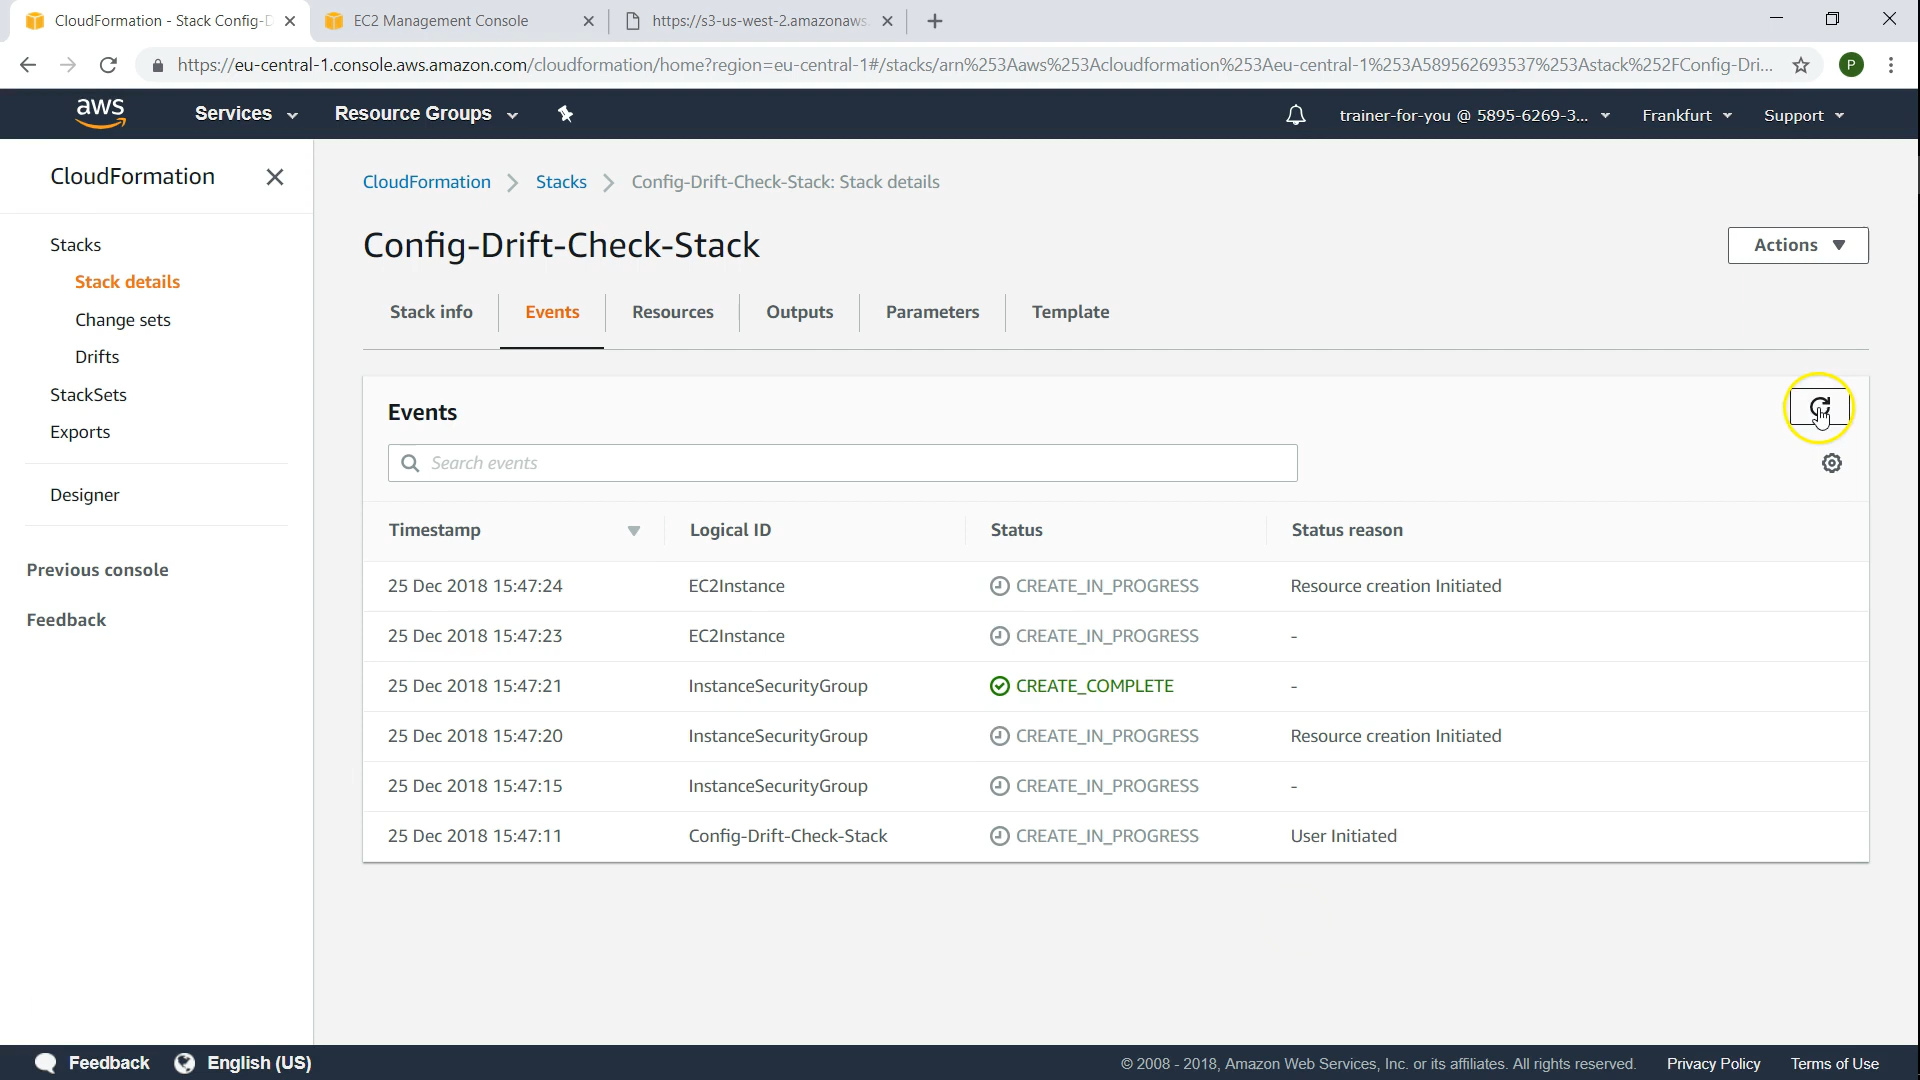 CloudFormation - Stack Config-D
EC2 Management Console
https://s3-us-west-2.amazonaws.
https://eu-central-1.console.aws.amazon.com/cloudformation/home?region=eu-central-1#/stacks/arn%253Aaws%253Acloudformation%253Aeu-central-1%253A589562693537%253Astack%252FConfig-Dri...
P
aws
Services
Resource Groups
trainer-for-you @ 5895-6269-3...
Frankfurt
Support
CloudFormation
Stacks
Stack details
Change sets
Drifts
StackSets
Exports
Designer
Previous console
Feedback
CloudFormation
Stacks
Config-Drift-Check-Stack: Stack details
Config-Drift-Check-Stack
Actions
Stack info
Events
Resources
Outputs
Parameters
Template
Events
Search events
Timestamp Logical ID Status Status reason
25 Dec 2018 15:47:24 EC2Instance CREATE_IN_PROGRESS Resource creation Initiated
25 Dec 2018 15:47:23 EC2Instance CREATE_IN_PROGRESS -
25 Dec 2018 15:47:21 InstanceSecurityGroup CREATE_COMPLETE -
25 Dec 2018 15:47:20 InstanceSecurityGroup CREATE_IN_PROGRESS Resource creation Initiated
25 Dec 2018 15:47:15 InstanceSecurityGroup CREATE_IN_PROGRESS -
25 Dec 2018 15:47:11 Config-Drift-Check-Stack CREATE_IN_PROGRESS User Initiated
Feedback
English (US)
© 2008 - 2018, Amazon Web Services, Inc. or its affiliates. All rights reserved.
Privacy Policy
Terms of Use